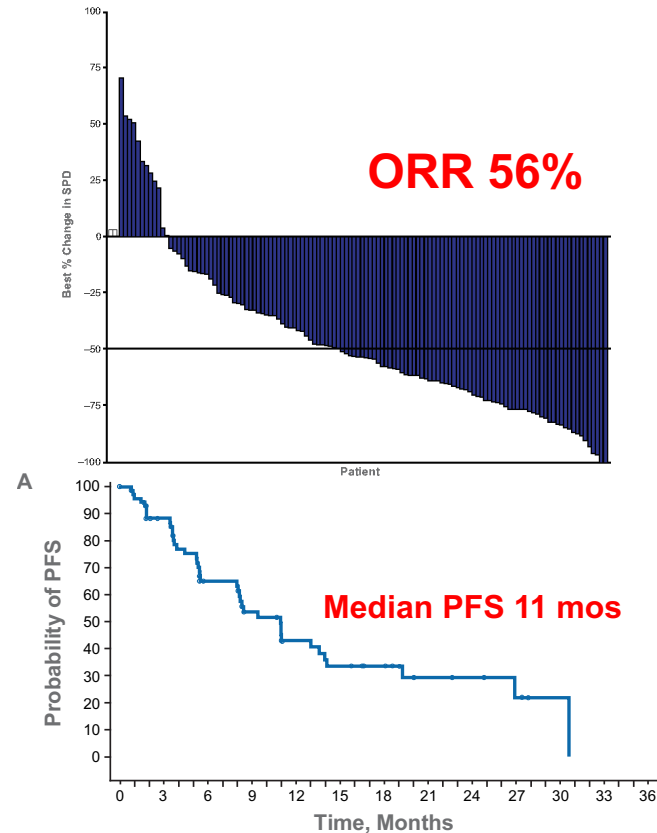 100
75
50
25
0
–25
–50
–75
–100
Best % Change in SPD
ORR 56%
Patient
A
100
90
80
70
60
50
40
30
20
10
0
Probability of PFS
Median PFS 11 mos
0 3 6 9 12 15 18 21 24 27 30 33 36
Time, Months